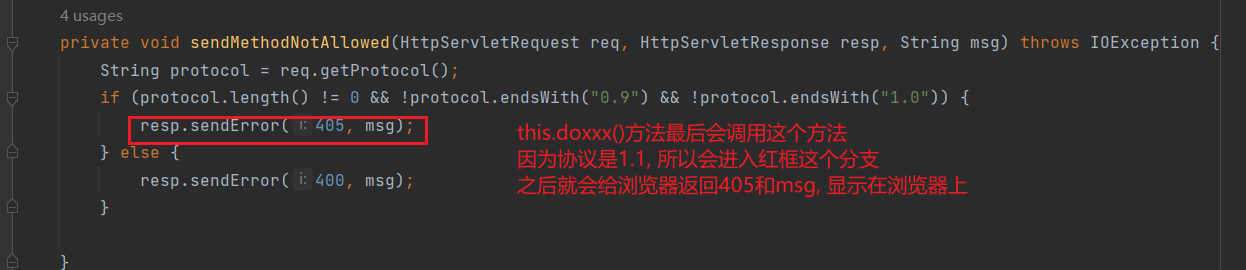 4 usages
private void sendMethodNotAllowed(HttpServletRequest req, HttpServletResponse resp, String msg) throws IOException {
String protocol = req.getProtocol();
if (protocol.length() != 0 && !protocol.endsWith("0.9") && !protocol.endsWith("1.0")) {
resp.sendError( i: 405, msg);
this.doxxx()方法最后会调用这个方法
} else {
因为协议是1.1, 所以会进入红框这个分支
resp.sendError( i: 400, msg);
之后就会给浏览器返回405和msg, 显示在浏览器上
}
}